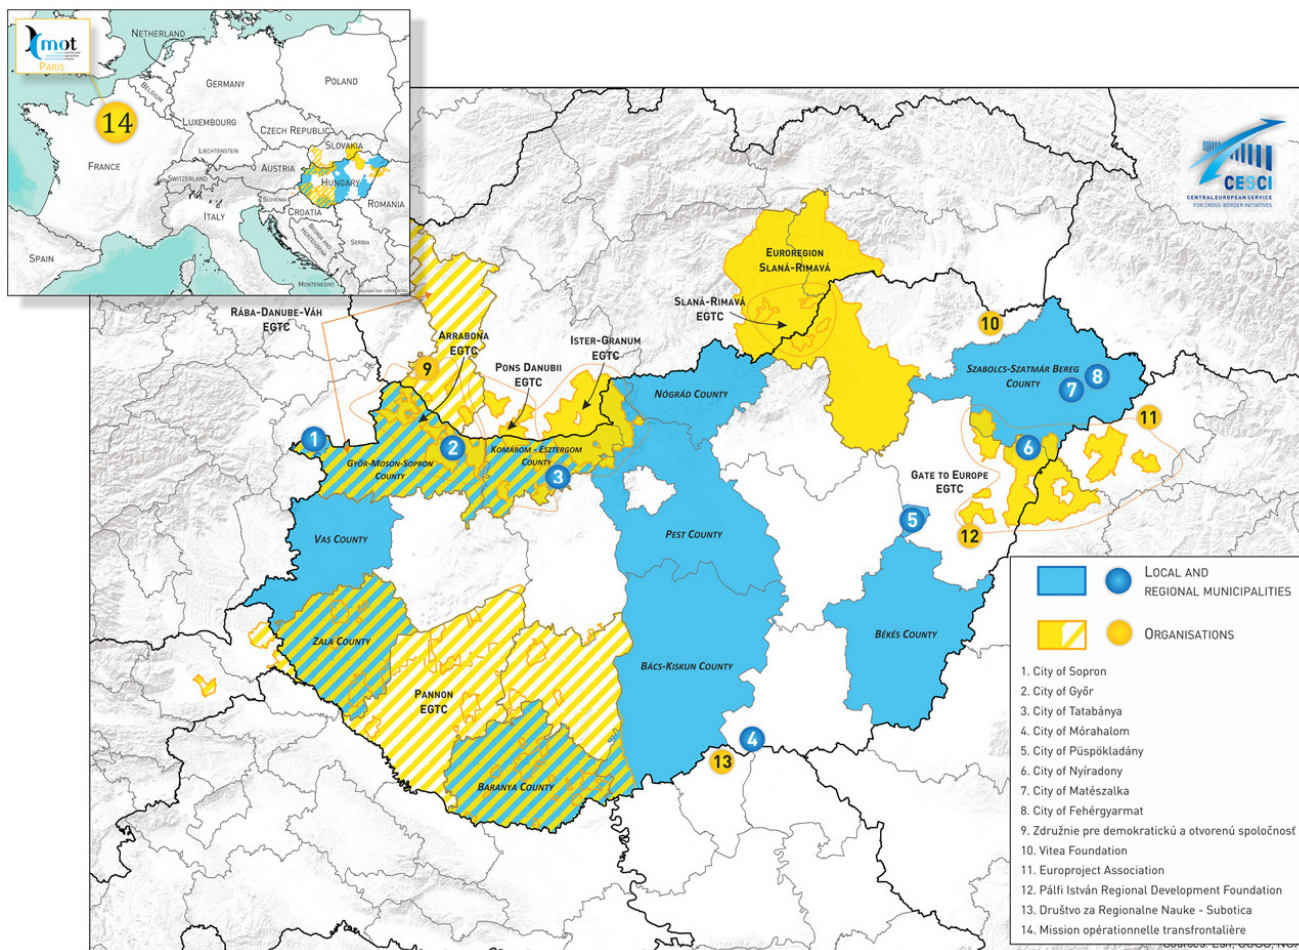 mot
PARIS
14
NETHERLAND
BELGIUM
GERMANY
POLAND
LUXEMBOURG
CZECH REPUBLIC
SLOVAKIA
LIECHTENSTEIN
FRANCE
SWITZERLAND
AUSTRIA
HUNGARY
SLOVENIA
ROMANIA
ITALY
CROATIA
BOSNIA AND
HERZEGOVINA
SERBIA
SPAIN
MONTENEGRO
CESCI
CENTRAL EUROPEAN SERVICE
FOR CROSS-BORDER INITIATIVES
EUROREGION
SLANÁ-RIMAVÁ
SLANÁ-RIMAVÁ
EGTC
RÁBA-DANUBE-VÁH
EGTC
ARRABONA
EGTC
ISTER-GRANUM
EGTC
PONS DANUBII
EGTC
9
10
SZABOLCS-SZATMÁR BEREG
COUNTY
7
8
NÓGRÁD COUNTY
11
1
2
GYŐR-MOSON-SOPRON
COUNTY
KOMÁROM - ESZTERGOM
COUNTY
3
6
GATE TO EUROPE
EGTC
5
12
VAS COUNTY
PEST COUNTY
ZALA COUNTY
BÉKÉS COUNTY
BÁCS-KISKUN COUNTY
PANNON
EGTC
4
13
BARANYA COUNTY
LOCAL AND
REGIONAL MUNICIPALITIES
ORGANISATIONS
1. City of Sopron
2. City of Győr
3. City of Tatabánya
4. City of Mórahalom
5. City of Püspökladány
6. City of Nyíradony
7. City of Matészalka
8. City of Fehérgyarmat
9. Združnie pre demokratickú a otvorenú spoločnosť
10. Vitea Foundation
11. Europroject Association
12. Pálfi István Regional Development Foundation
13. Društvo za Regionalne Nauke - Subotica
14. Mission opérationnelle transfrontalière